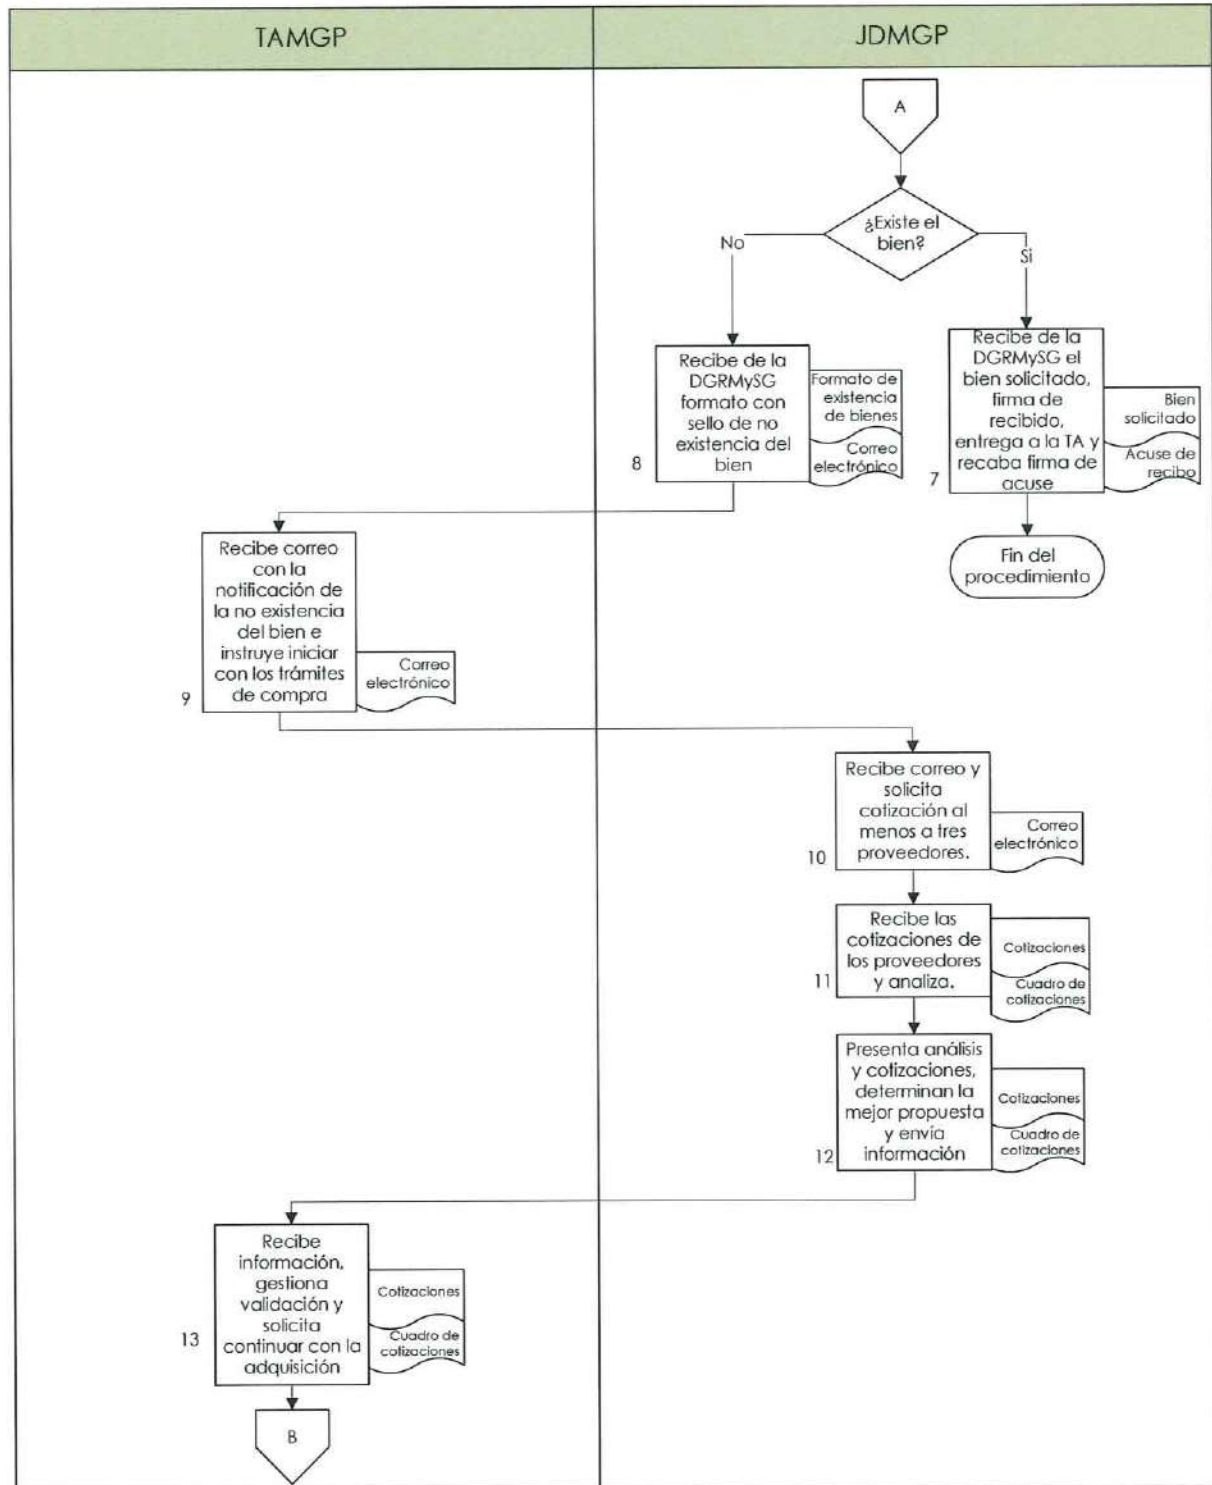 TAMGP
JDMGP
A
¿Existe el
bien?
No
Si
Recibe de la
DGRMySG
formato con
sello de no
existencia del
bien
8
Formato de
existencia
de bienes
Correo
electrónico
Recibe de la
DGRMySG el
bien solicitado,
firma de
recibido,
entrega a la TA y
recaba firma de
acuse
7
Bien
solicitado
Acuse de
recibo
Fin del
procedimiento
Recibe correo
con la
notificación de
la no existencia
del bien e
instruye iniciar
con los trámites
de compra
9
Correo
electrónico
Recibe correo y
solicita
cotización al
menos a tres
proveedores.
10
Correo
electrónico
Recibe las
cotizaciones de
los proveedores
y analiza.
11
Cotizaciones
Cuadro de
cotizaciones
Presenta análisis
y cotizaciones,
determinan la
mejor propuesta
y envía
información
12
Cotizaciones
Cuadro de
cotizaciones
Recibe
información,
gestiona
validación y
solicita
continuar con la
adquisición
13
Cotizaciones
Cuadro de
cotizaciones
B